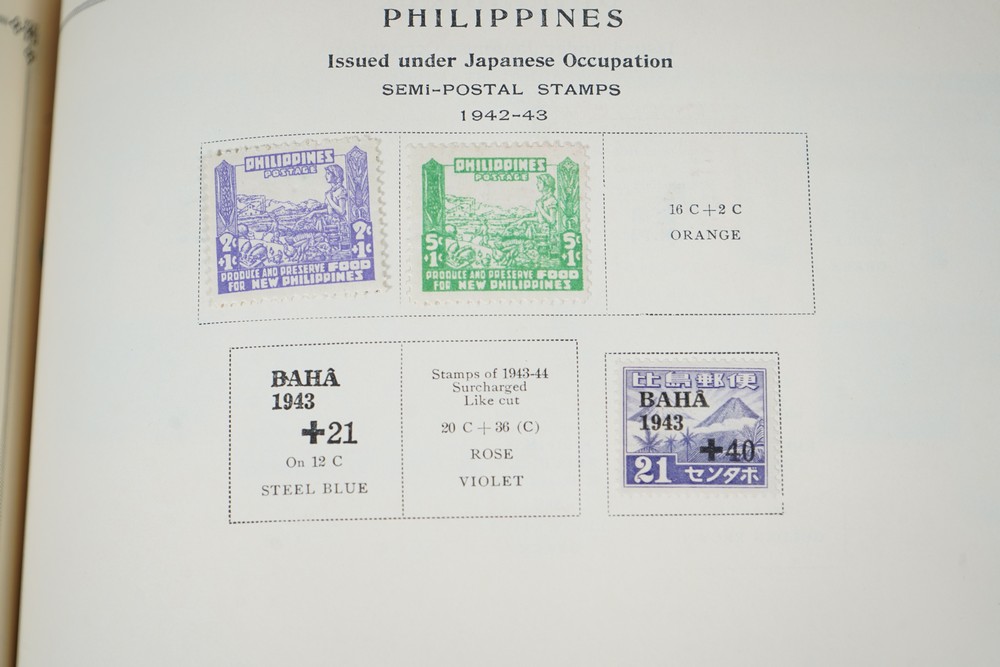 PHILIPPINES
Issued under Japanese Occupation
SEMi-POSTAL STAMPS
1942-43
PHILIPPINES
POSTAGE
2c
+1c
2c
+1c
PRODUCE AND PRESERVE FOOD
FOR NEW PHILIPPINES
PHILIPPINES
POSTAGE
5c
+1c
5c
+1c
PRODUCE AND PRESERVE FOOD
FOR NEW PHILIPPINES
16 C+2 C
ORANGE
BAHÂ
1943
+21
On 12 C
STEEL BLUE
Stamps of 1943-44
Surcharged
Like cut
20 C+36 (C)
ROSE
VIOLET
比島郵便
BAHÂ
1943
+40
21 センタボ